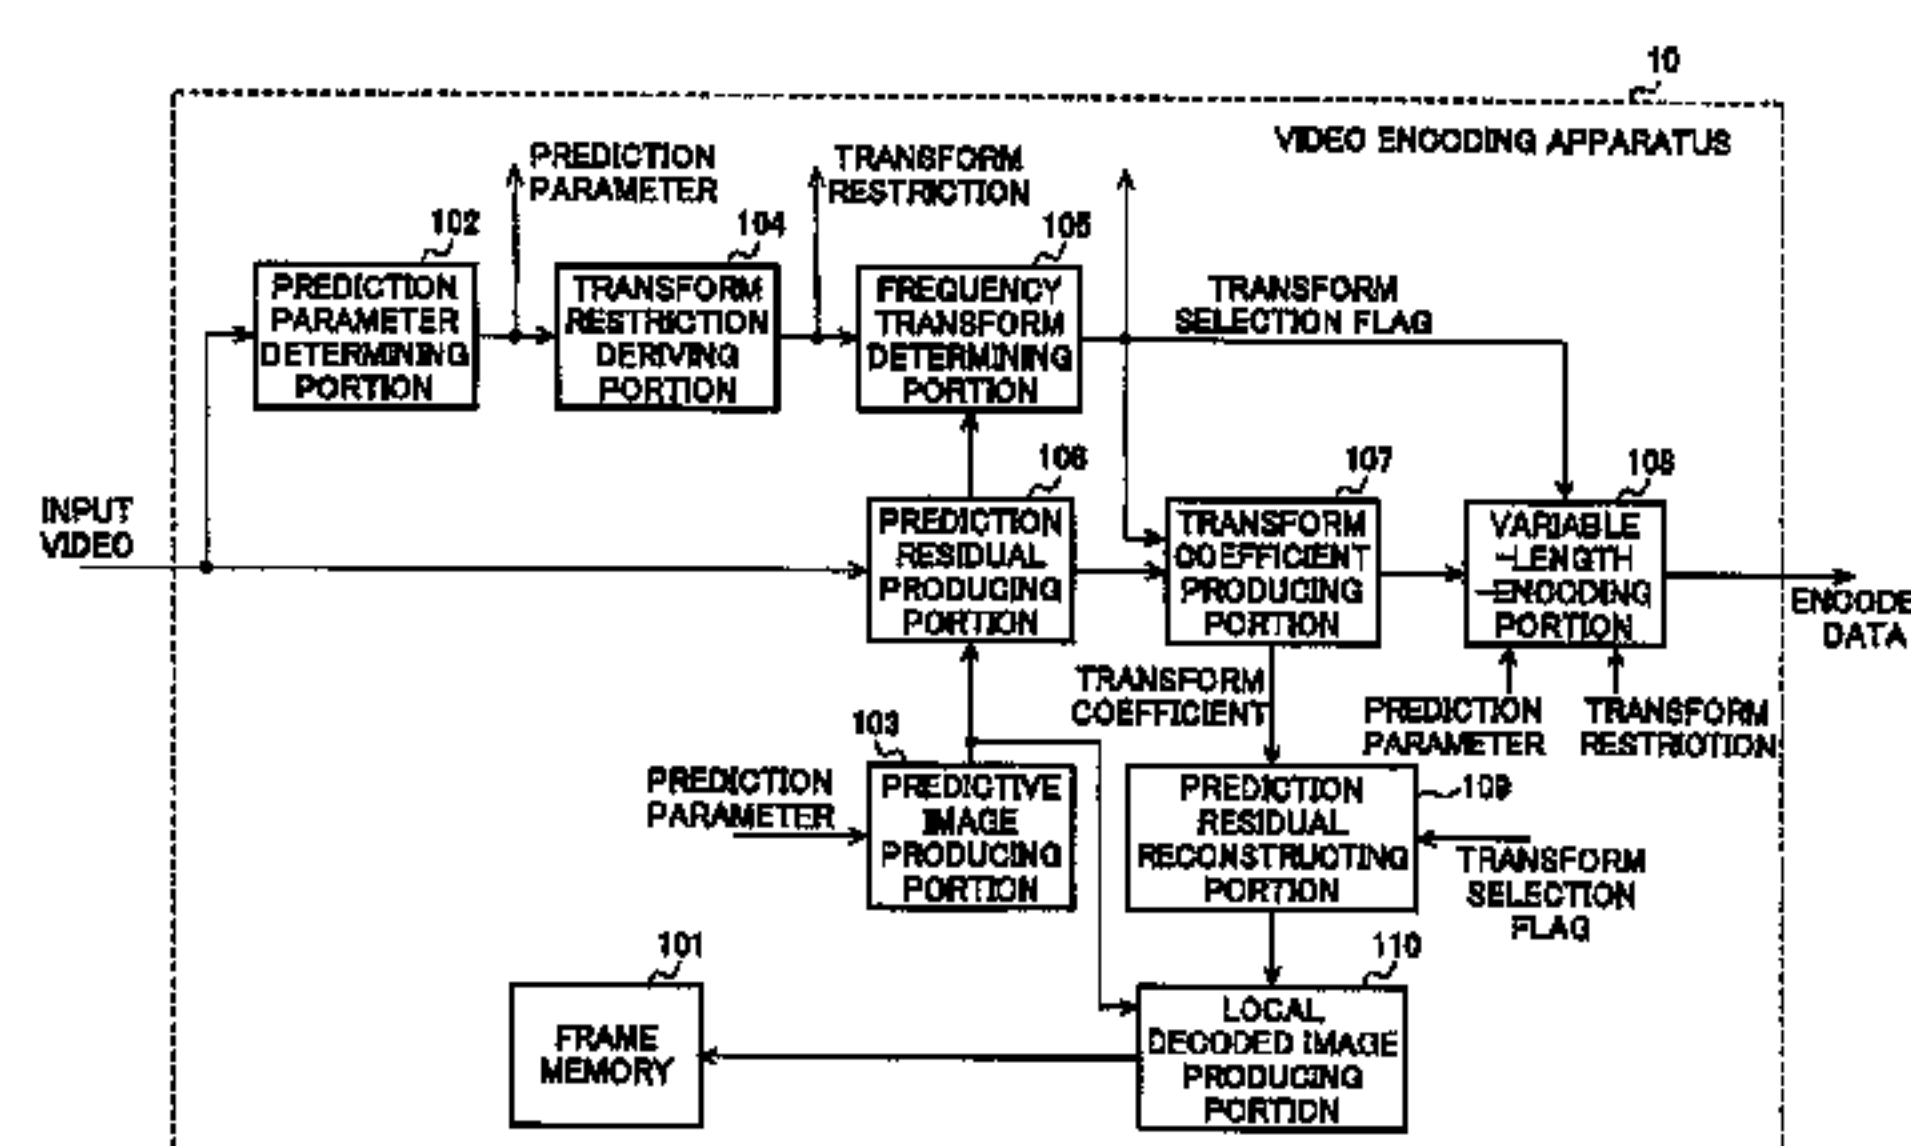 10
VIDEO ENCODING APPARATUS
PREDICTION
PARAMETER
TRANSFORM
RESTRICTION
102
104
105
PREDICTION
PARAMETER
DETERMINING
PORTION
TRANSFORM
RESTRICTION
DERIVING
PORTION
FREQUENCY
TRANSFORM
DETERMINING
PORTION
TRANSFORM
SELECTION FLAG
INPUT
VIDEO
106
107
108
PREDICTION
RESIDUAL
PRODUCING
PORTION
TRANSFORM
COEFFICIENT
PRODUCING
PORTION
VARIABLE
-LENGTH
-ENCODING
PORTION
ENCODE
DATA
TRANSFORM
COEFFICIENT
PREDICTION
PARAMETER
TRANSFORM
RESTRICTION
103
PREDICTION
PARAMETER
PREDICTIVE
IMAGE
PRODUCING
PORTION
PREDICTION
RESIDUAL
RECONSTRUCTING
PORTION
109
TRANSFORM
SELECTION
FLAG
101
110
FRAME
MEMORY
LOCAL
DECODED IMAGE
PRODUCING
PORTION